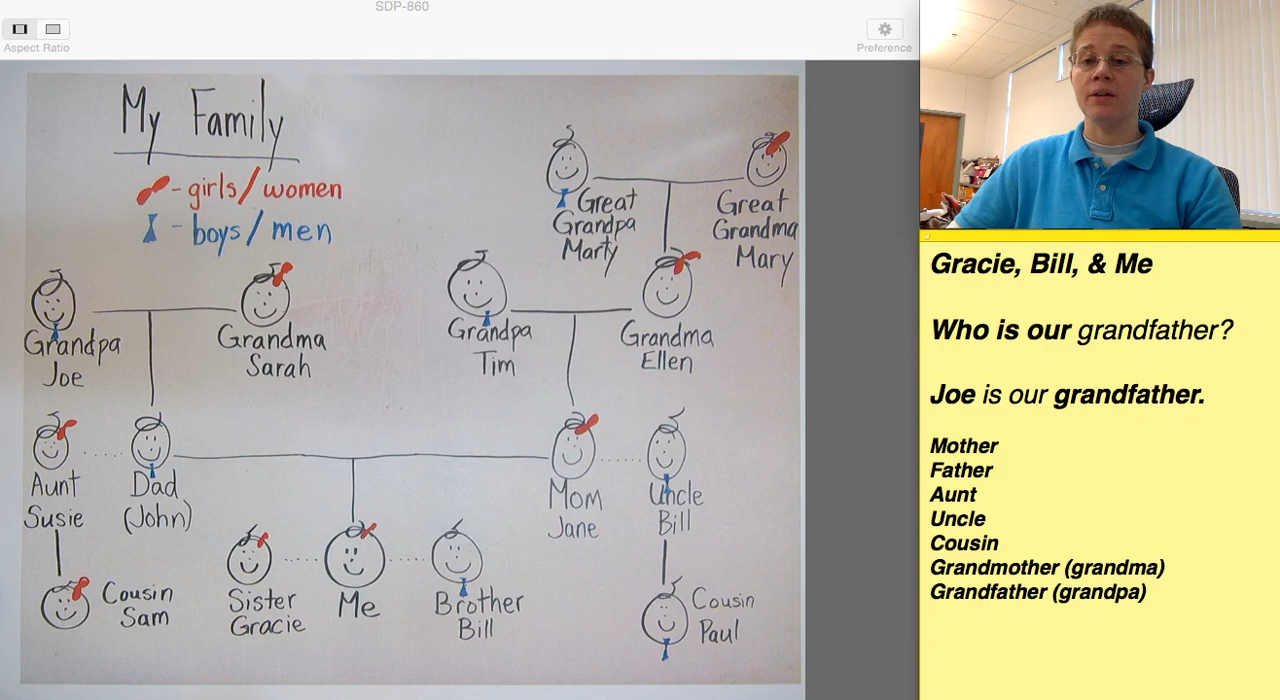 SDP-860
Aspect Ratio
Preference
My Family
- girls/women
- boys/men
Great
Grandpa
Marty
Great
Grandma
Mary
Grandpa
Joe
Grandma
Sarah
Grandpa
Tim
Grandma
Ellen
Aunt
Susie
Dad
(John)
Mom
Jane
Uncle
Bill
Cousin
Sam
Sister
Gracie
Me
Brother
Bill
Cousin
Paul
Gracie, Bill, & Me
Who is our grandfather?
Joe is our grandfather.
Mother
Father
Aunt
Uncle
Cousin
Grandmother (grandma)
Grandfather (grandpa)